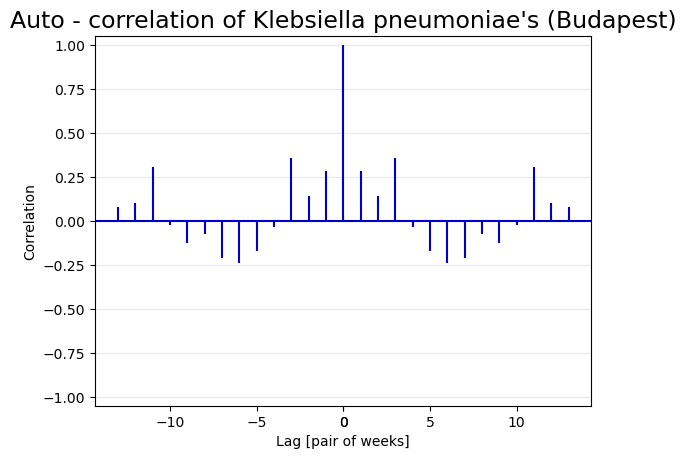 Auto - correlation of Klebsiella pneumoniae's (Budapest)
1.00
0.75
0.50
0.25
0.00
−0.25
−0.50
−0.75
−1.00
Correlation
−10 −5 0 0 5 10
Lag [pair of weeks]